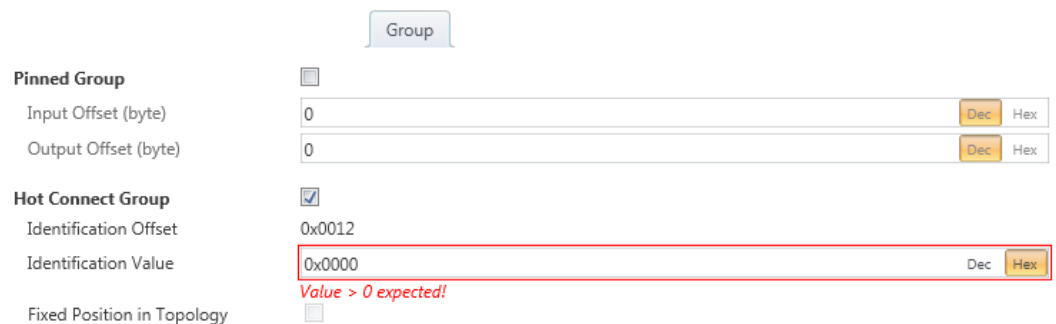 Group
Pinned Group
Input Offset (byte) 0 Dec Hex
Output Offset (byte) 0 Dec Hex
Hot Connect Group
Identification Offset 0x0012
Identification Value 0x0000 Dec Hex
Value > 0 expected!
Fixed Position in Topology